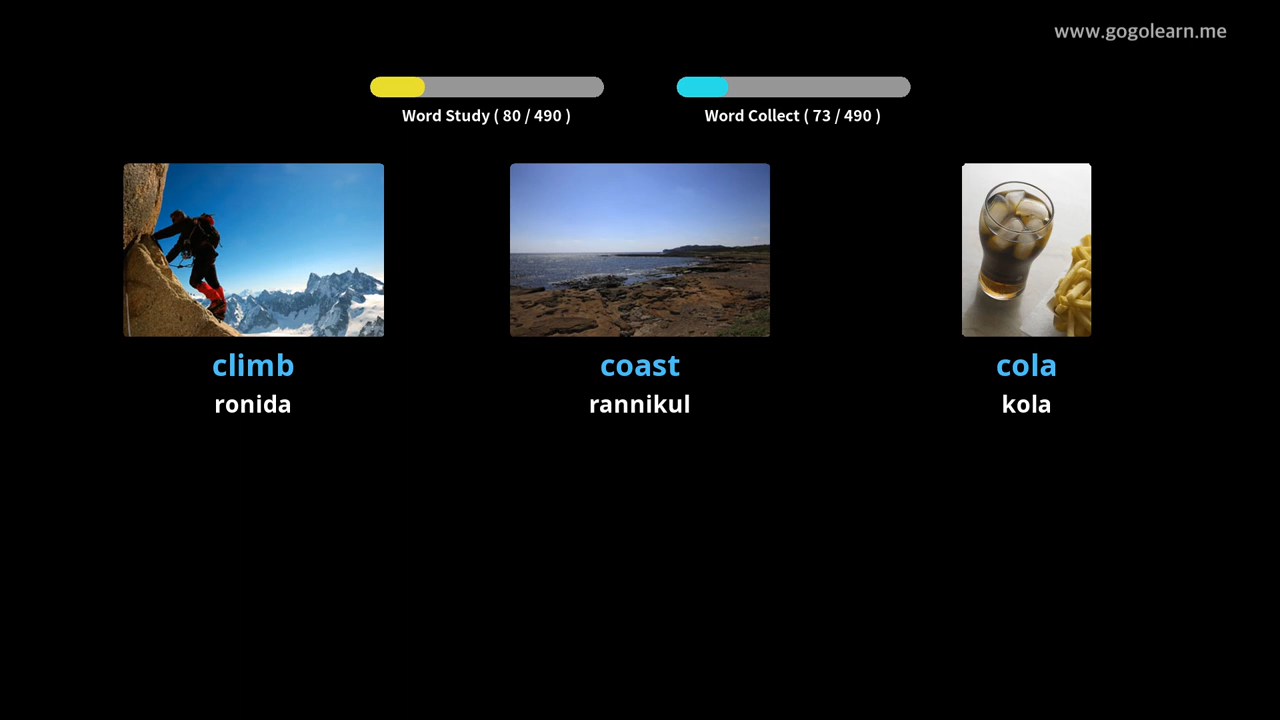 www.gogolearn.me
Word Study ( 80 / 490 )
Word Collect ( 73 / 490 )
climb
coast
cola
ronida
rannikul
kola